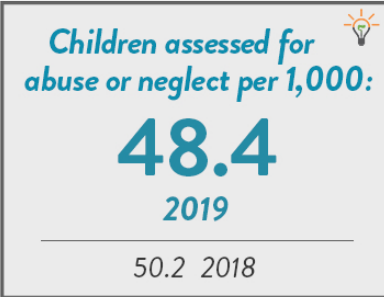 Children assessed for
abuse or neglect per 1,000:
48.4
2019
50.2 2018